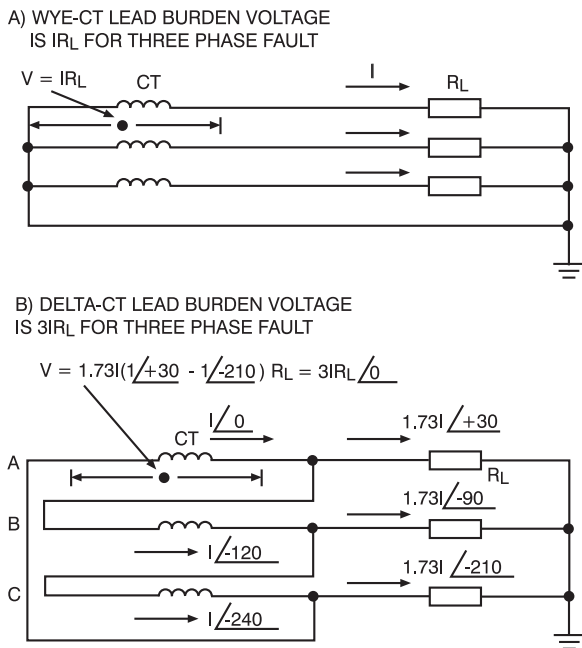 A) WYE-CT LEAD BURDEN VOLTAGE
IS IRL FOR THREE PHASE FAULT
V = IRL
CT
I
RL
B) DELTA-CT LEAD BURDEN VOLTAGE
IS 3IRL FOR THREE PHASE FAULT
V = 1.73I(1/+30 - 1/-210 ) RL = 3IRL/0
I/0
1.73I /+30
CT
A
RL
1.73I/-90
B
I/-120
1.73I /-210
C
I/-240